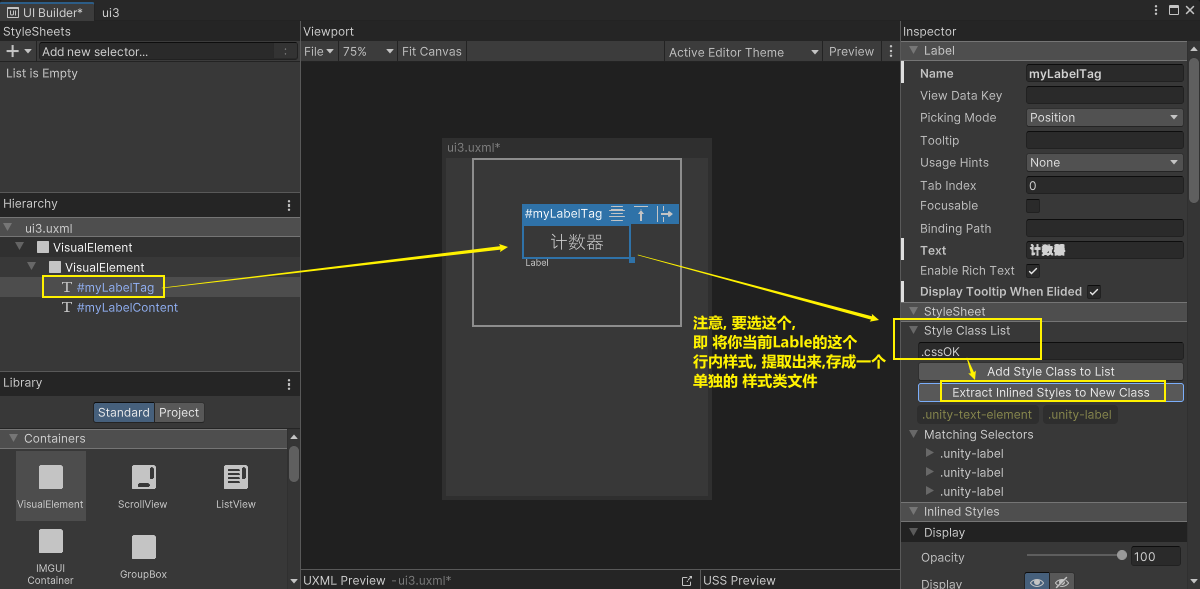 UI Builder*
ui3
StyleSheets
Add new selector...
List is Empty
Hierarchy
ui3.uxml
VisualElement
VisualElement
#myLabelTag
#myLabelContent
Library
Standard
Project
Containers
VisualElement
ScrollView
ListView
IMGUI
Container
GroupBox
Viewport
File
75%
Fit Canvas
Active Editor Theme
Preview
ui3.uxml*
#myLabelTag
计数器
Label
注意, 要选这个,
即 将你当前Lable的这个
行内样式, 提取出来,存成一个
单独的 样式类文件
UXML Preview - ui3.uxml*
USS Preview
Inspector
Label
Name myLabelTag
View Data Key
Picking Mode Position
Tooltip
Usage Hints None
Tab Index 0
Focusable
Binding Path
Text 计数器
Enable Rich Text
Display Tooltip When Elided
StyleSheet
Style Class List
.cssOK
Add Style Class to List
Extract Inlined Styles to New Class
.unity-text-element .unity-label
Matching Selectors
.unity-label
.unity-label
.unity-label
Inlined Styles
Display
Opacity 100
Display